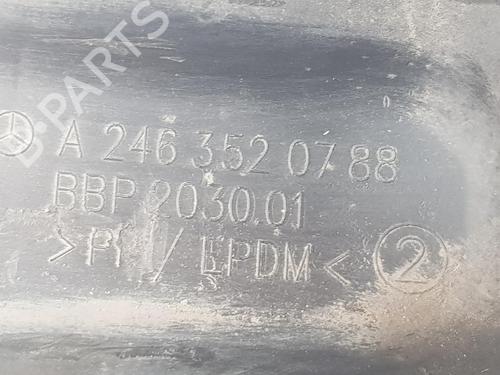 B-PARTS
A 246 352 07 88
BBP 2030.01
/ EPDM < 2